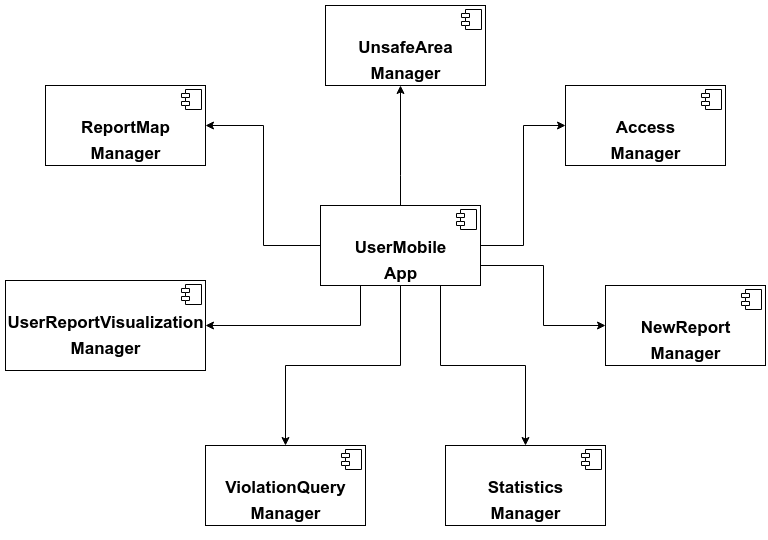 UnsafeArea
Manager
ReportMap
Manager
Access
Manager
UserMobile
App
UserReportVisualization
Manager
NewReport
Manager
ViolationQuery
Manager
Statistics
Manager